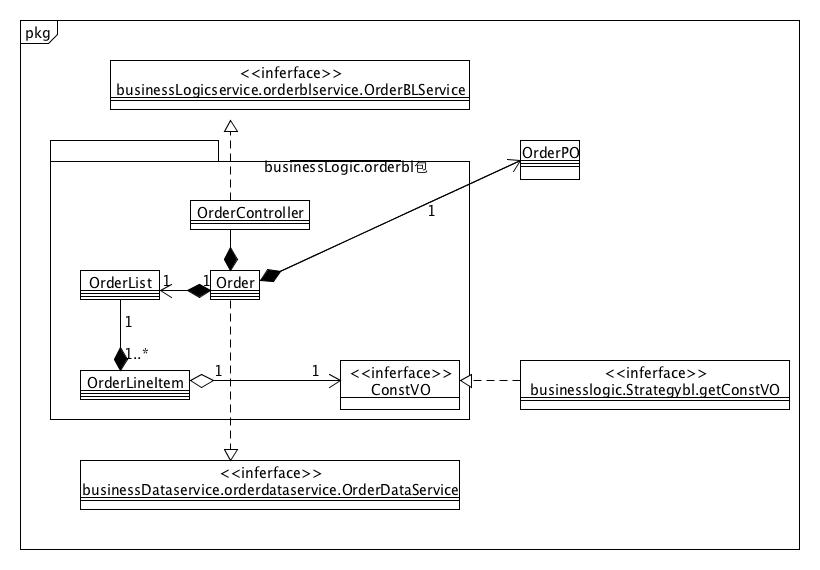 pkg
<<inferface>>
businessLogicservice.orderblservice.OrderBLService
businessLogic.orderbl包
OrderPO
OrderController
1
OrderList
1
1
Order
1
1..*
OrderLineItem
1
1
<<inferface>>
ConstVO
<<inferface>>
businesslogic.Strategybl.getConstVO
<<inferface>>
businessDataservice.orderdataservice.OrderDataService